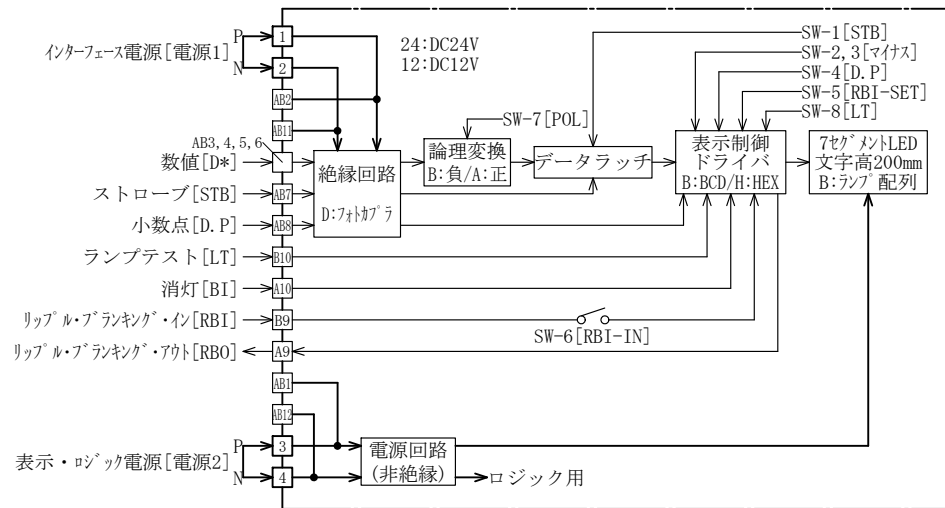 インターフェース電源[電源1]
P
N
1
2
24:DC24V
12:DC12V
SW-1[STB]
SW-2,3[マイナス]
SW-4[D.P]
SW-5[RBI-SET]
SW-8[LT]
AB2
AB11
SW-7[POL]
AB3,4,5,6
数値[D*]
絶縁回路
D:フォトカプラ
論理変換
B:負/A:正
データラッチ
表示制御
ドライバ
B:BCD/H:HEX
7セグメントLED
文字高200mm
B:ランプ配列
ストローブ[STB]
AB7
小数点[D.P]
AB8
ランプテスト[LT]
B10
消灯[BI]
A10
リップル・ブランキング・イン[RBI]
B9
SW-6[RBI-IN]
リップル・ブランキング・アウト[RBO]
A9
AB1
AB12
表示・ロジック電源[電源2]
P
N
3
4
電源回路
(非絶縁)
ロジック用